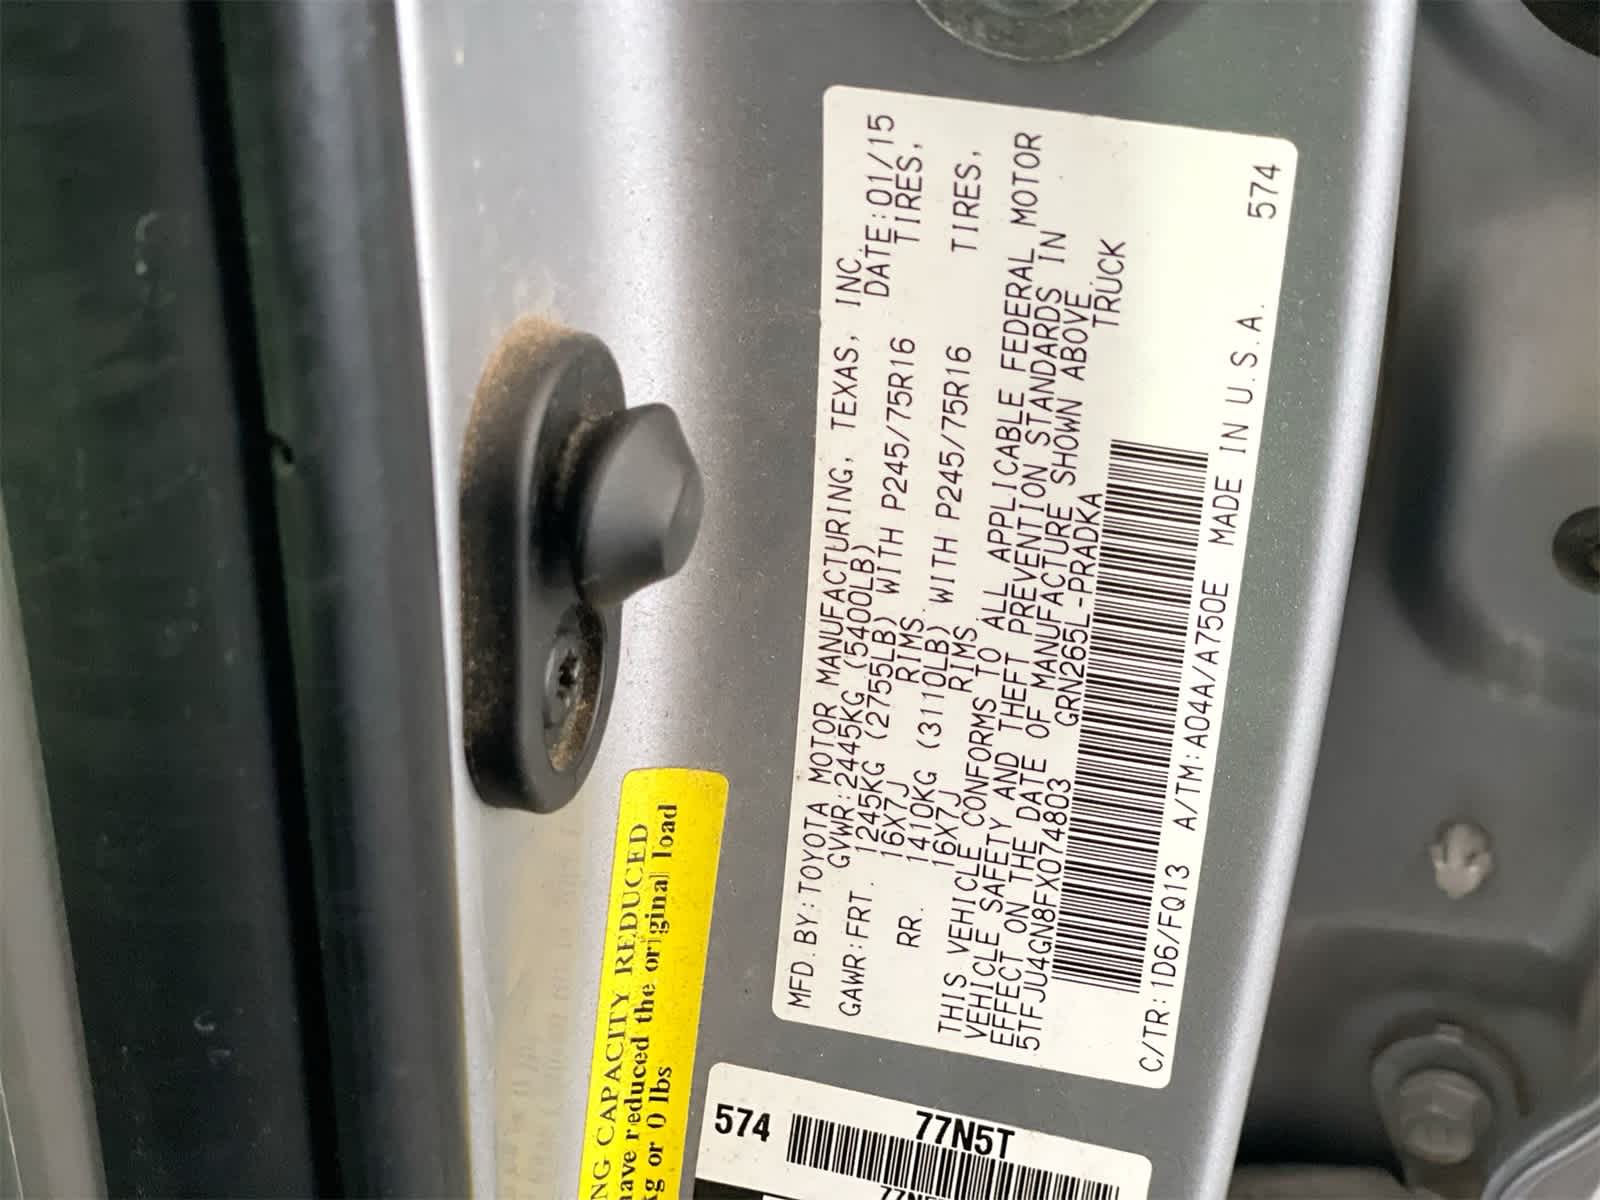 MFD.BY:TOYOTA MOTOR MANUFACTURING, TEXAS, INC.
GVWR:2445KG(5400LB) DATE:01/15
GAWR:FRT. 1245KG (2755LB) WITH P245/75R16 TIRES,
16X7J RIMS
RR. 1410KG (3110LB) WITH P245/75R16 TIRES,
16X7J RIMS
THIS VEHICLE CONFORMS TO ALL APPLICABLE FEDERAL MOTOR
VEHICLE SAFETY AND THEFT PREVENTION STANDARDS IN
EFFECT ON THE DATE OF MANUFACTURE SHOWN ABOVE.
5TFJU4GN8FX074803 GRN265L-PRADKA TRUCK
C/TR:1D6/FQ13 A/TM:A04A/A750E MADE IN U.S.A. 574
NG CAPACITY REDUCED
have reduced the original load
kg or 0 lbs
574 77N5T